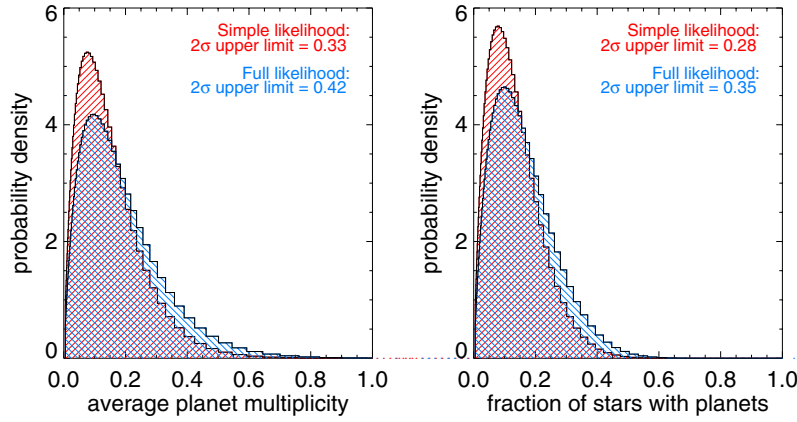 Simple likelihood:
2σ upper limit = 0.33
Full likelihood:
2σ upper limit = 0.42
probability density
6
4
2
0
0.0 0.2 0.4 0.6 0.8 1.0
average planet multiplicity
Simple likelihood:
2σ upper limit = 0.28
Full likelihood:
2σ upper limit = 0.35
probability density
6
4
2
0
0.0 0.2 0.4 0.6 0.8 1.0
fraction of stars with planets